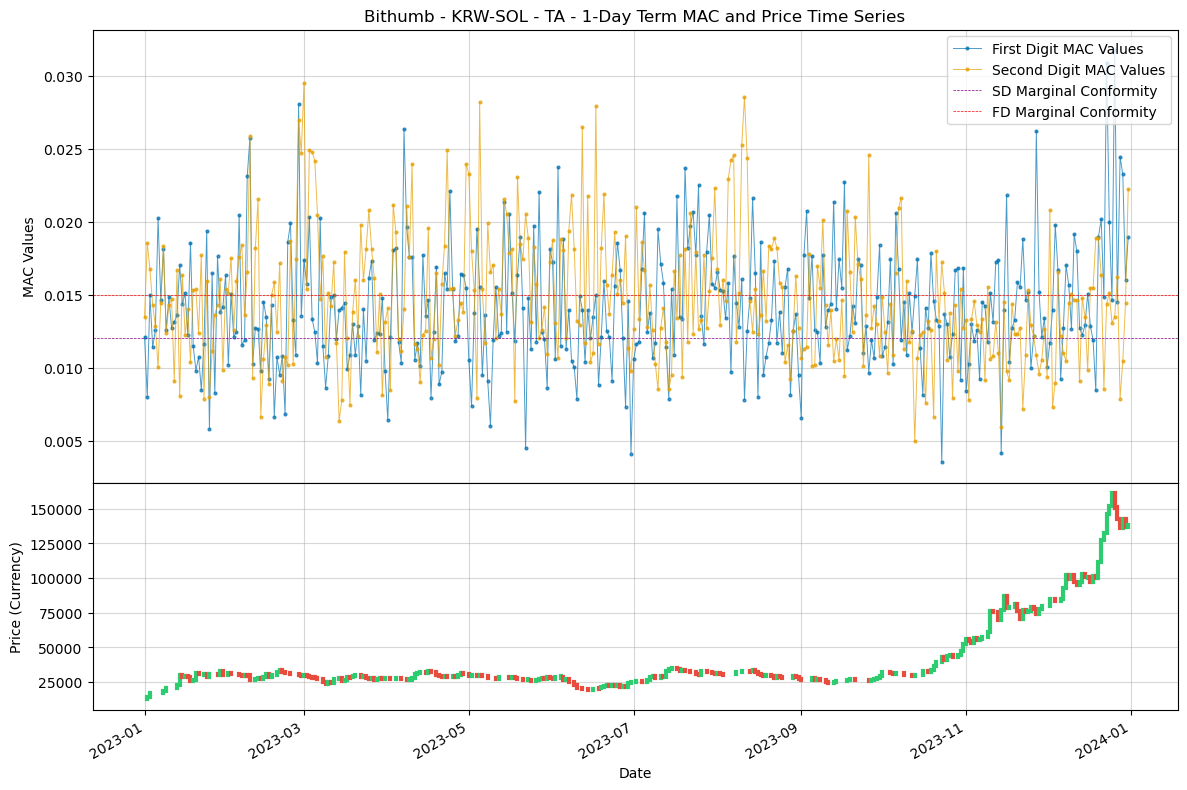 Bithumb - KRW-SOL - TA - 1-Day Term MAC and Price Time Series
First Digit MAC Values
Second Digit MAC Values
SD Marginal Conformity
FD Marginal Conformity
MAC Values
0.030
0.025
0.020
0.015
0.010
0.005
Price (Currency)
150000
125000
100000
75000
50000
25000
2023-01
2023-03
2023-05
2023-07
2023-09
2023-11
2024-01
Date